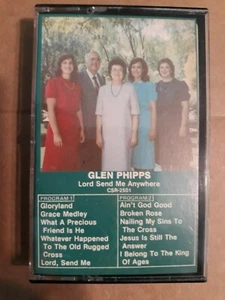 GLEN PHIPPS
Lord Send Me Anywhere
CSR-2551
PROGRAM 1
Gloryland
Grace Medley
What A Precious
Friend is He
Whatever Happened
To The Old Rugged
Cross
Lord, Send Me
PROGRAM 2
Ain't God Good
Broken Rose
Nailing My Sins To
The Cross
Jesus Is Still The
Answer
I Belong To The King
Of Ages